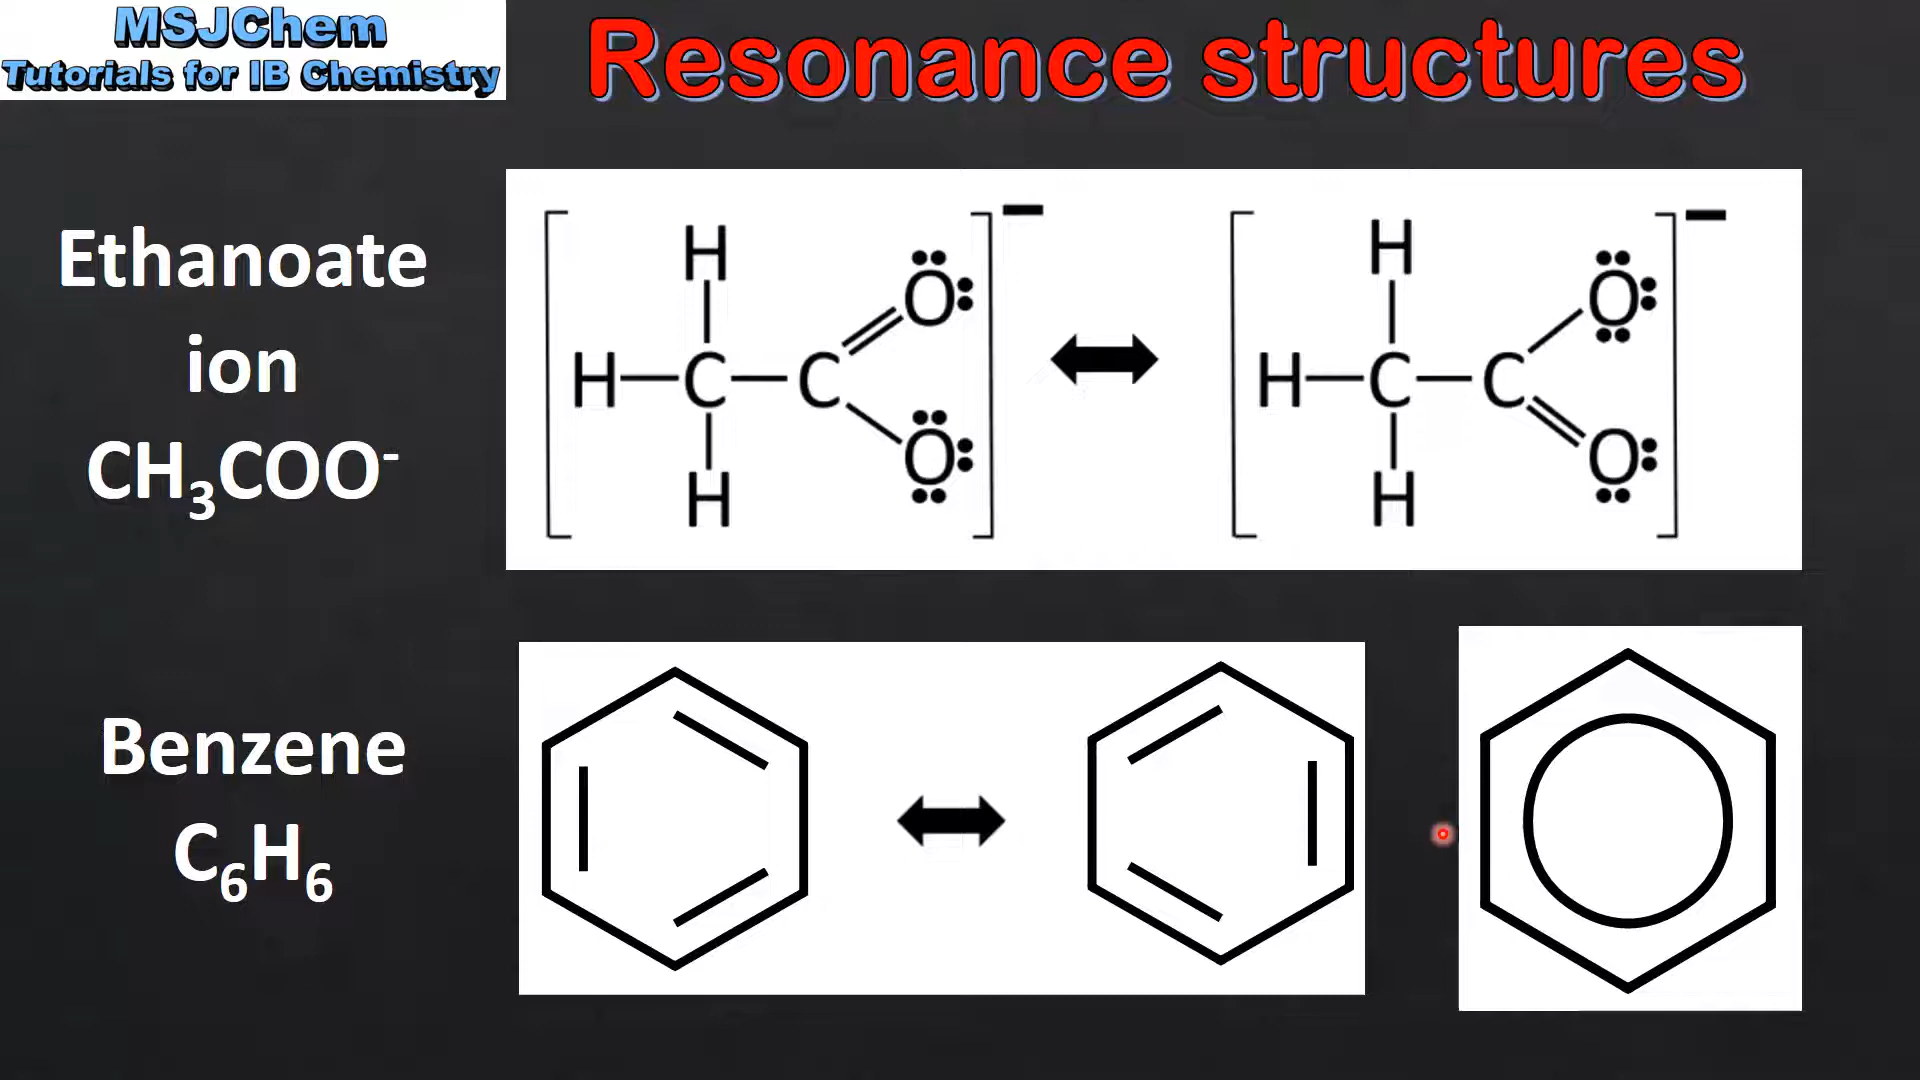 MSJChem
Tutorials for IB Chemistry
Resonance structures
Ethanoate
ion
CH₃COO⁻
H
H—C—C
H
O
O
–
H
H—C—C
H
O
O
–
Benzene
C₆H₆